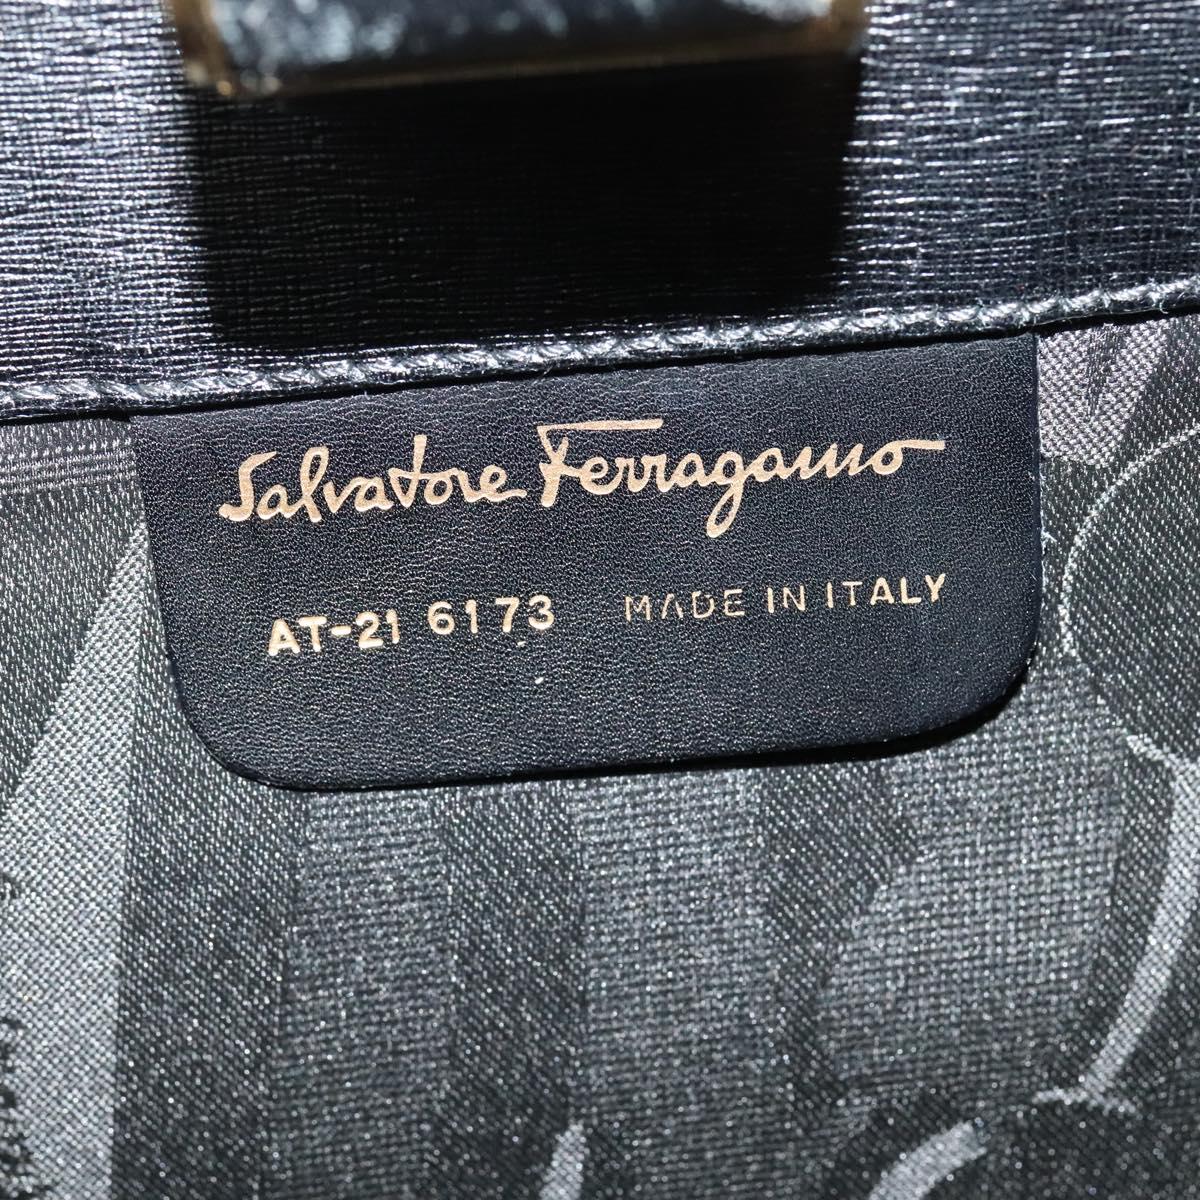 Salvatore Ferragamo
AT-21 6173 MADE IN ITALY